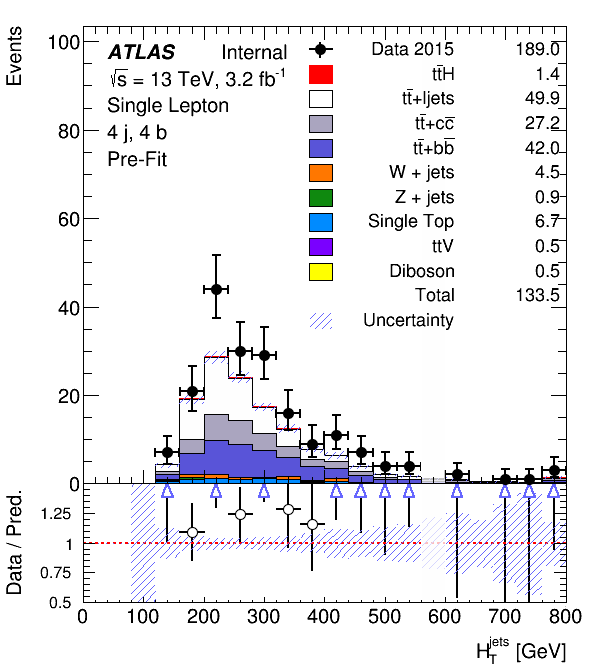 Events
100
80
60
40
20
0
ATLAS Internal
√s = 13 TeV, 3.2 fb⁻¹
Single Lepton
4 j, 4 b
Pre-Fit
Data 2015 189.0
tt̄H 1.4
tt̄+ljets 49.9
tt̄+cc̄ 27.2
tt̄+bb̄ 42.0
W + jets 4.5
Z + jets 0.9
Single Top 6.7
ttV 0.5
Diboson 0.5
Total 133.5
Uncertainty
Data / Pred.
1.25
1
0.75
0.5
0 100 200 300 400 500 600 700 800
H_T^jets [GeV]